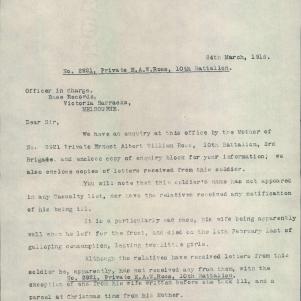 24th March, 1916.
No. 2921, Private E.A.W.Ross, 10th Battalion.
Officer in Charge,
Base Records,
Victoria Barracks,
MELBOURNE.
Dear Sir,
We have an enquiry at this office by the Mother of
No. 2921 Private Ernest Albert William Ross, 10th Battalion, 3rd
Brigade, and enclose copy of enquiry block for your information; we
also enclose copies of letters received from this soldier.
You will note that this soldier's name has not appeared
in any Casualty list, nor have the relatives received any notification
of his being ill.
It is a particularly sad case, his wife being apparently
well when he left for the front, and died on the 14th February last of
galloping consumption, leaving two little girls.
Although the relatives have received letters from this
soldier he, apparently, has not received any from them, with the
No. 2921, Private E.A.W.Ross, 10th Battalion.
exception of one from his wife written before she took ill, and a
parcel at Christmas time from his Mother.